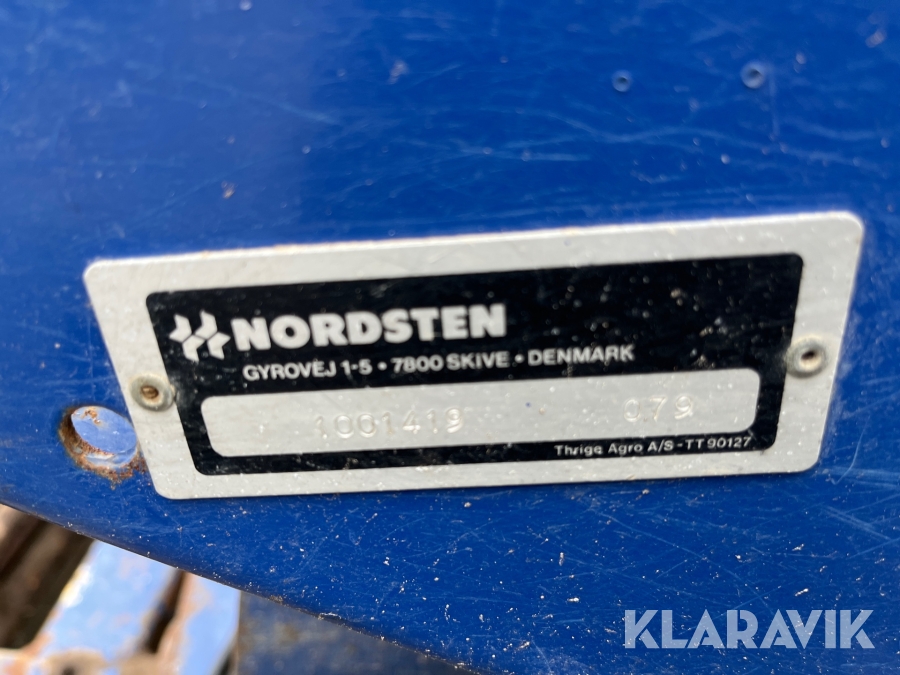 NORDSTEN
GYROVEJ 1-5 • 7800 SKIVE • DENMARK
1001419 079
Thrige Agro A/S - TT 90127
KLARAVIK